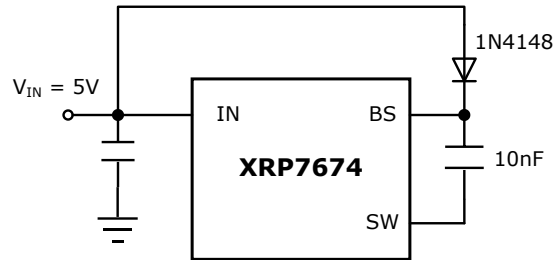 1N4148
V_IN = 5V
IN
BS
XRP7674
10nF
SW